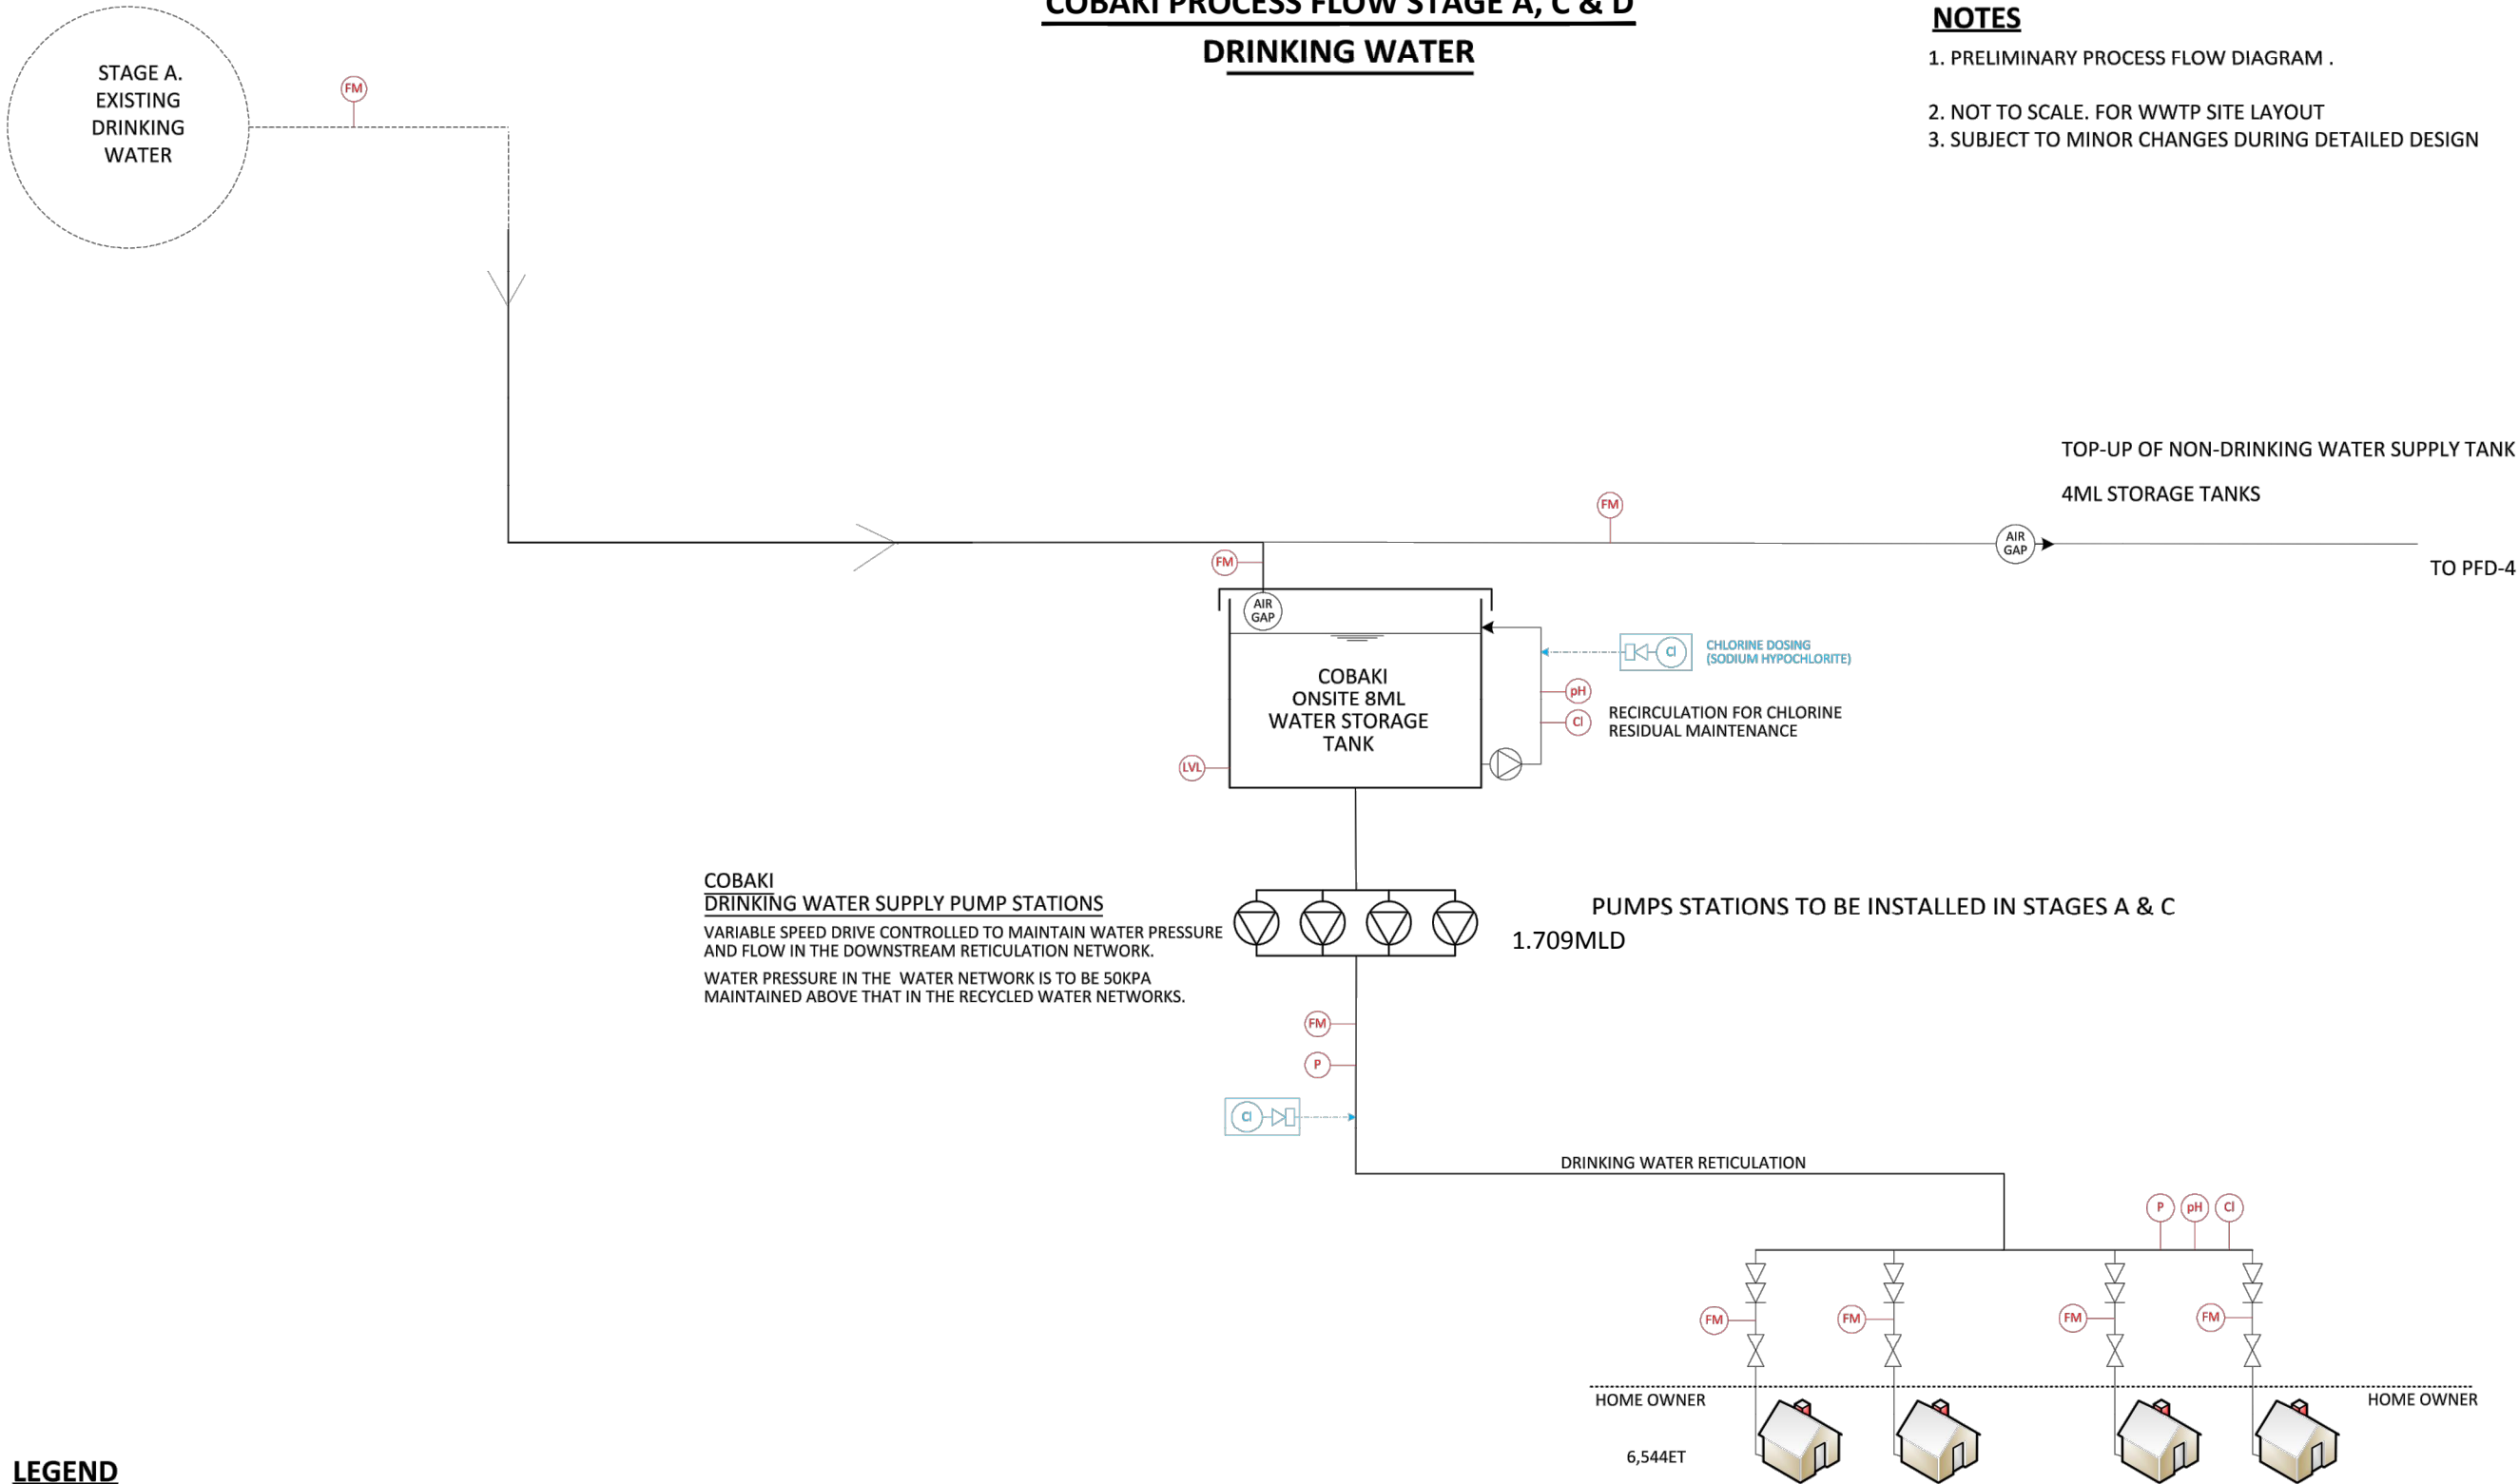 COBAKI PROCESS FLOW STAGE A, C & D
DRINKING WATER
NOTES
1. PRELIMINARY PROCESS FLOW DIAGRAM .
2. NOT TO SCALE. FOR WWTP SITE LAYOUT
3. SUBJECT TO MINOR CHANGES DURING DETAILED DESIGN
STAGE A.
EXISTING
DRINKING
WATER
FM
TOP-UP OF NON-DRINKING WATER SUPPLY TANK
4ML STORAGE TANKS
FM
AIR
GAP
TO PFD-4
FM
AIR
GAP
COBAKI
ONSITE 8ML
WATER STORAGE
TANK
LVL
Cl
CHLORINE DOSING
(SODIUM HYPOCHLORITE)
pH
Cl
RECIRCULATION FOR CHLORINE
RESIDUAL MAINTENANCE
COBAKI
DRINKING WATER SUPPLY PUMP STATIONS
VARIABLE SPEED DRIVE CONTROLLED TO MAINTAIN WATER PRESSURE
AND FLOW IN THE DOWNSTREAM RETICULATION NETWORK.
WATER PRESSURE IN THE WATER NETWORK IS TO BE 50KPA
MAINTAINED ABOVE THAT IN THE RECYCLED WATER NETWORKS.
PUMPS STATIONS TO BE INSTALLED IN STAGES A & C
1.709MLD
FM
P
Cl
DRINKING WATER RETICULATION
P
pH
Cl
FM
FM
FM
FM
HOME OWNER
HOME OWNER
6,544ET
LEGEND